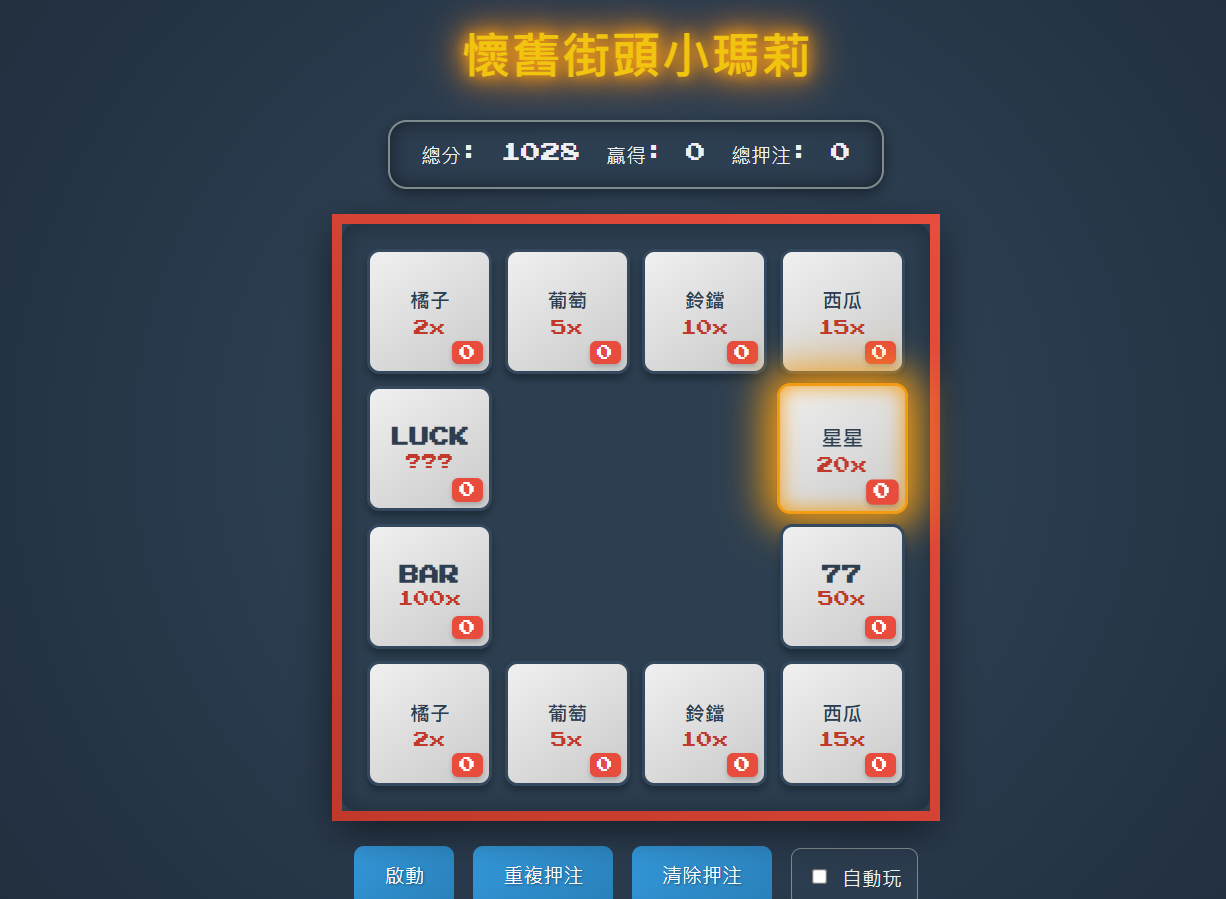 懷舊街頭小瑪莉
總分: 1028 贏得: 0 總押注: 0
橘子 葡萄 鈴鐺 西瓜
2x 5x 10x 15x
0 0 0 0
LUCK 星星
??? 20x
0 0
BAR 77
100x 50x
0 0
橘子 葡萄 鈴鐺 西瓜
2x 5x 10x 15x
0 0 0 0
啟動 重複押注 清除押注 自動玩